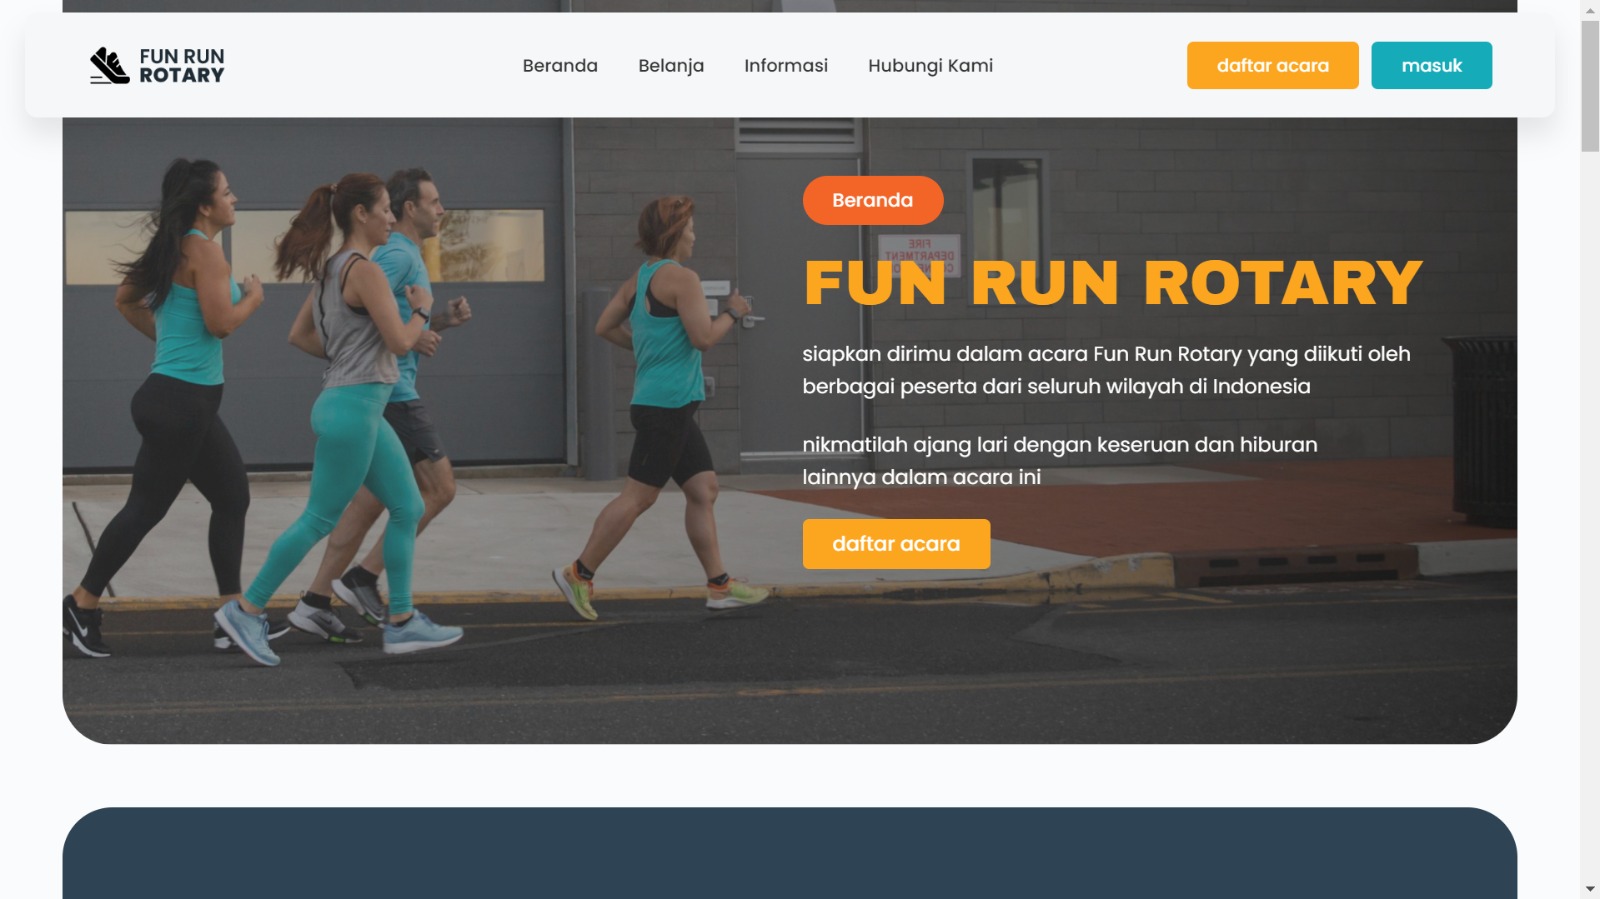 FUN RUN
ROTARY
Beranda
Belanja
Informasi
Hubungi Kami
daftar acara
masuk
Beranda
FUN RUN ROTARY
siapkan dirimu dalam acara Fun Run Rotary yang diikuti oleh
berbagai peserta dari seluruh wilayah di Indonesia
nikmatilah ajang lari dengan keseruan dan hiburan
lainnya dalam acara ini
daftar acara
FIRE
DEPARTMENT